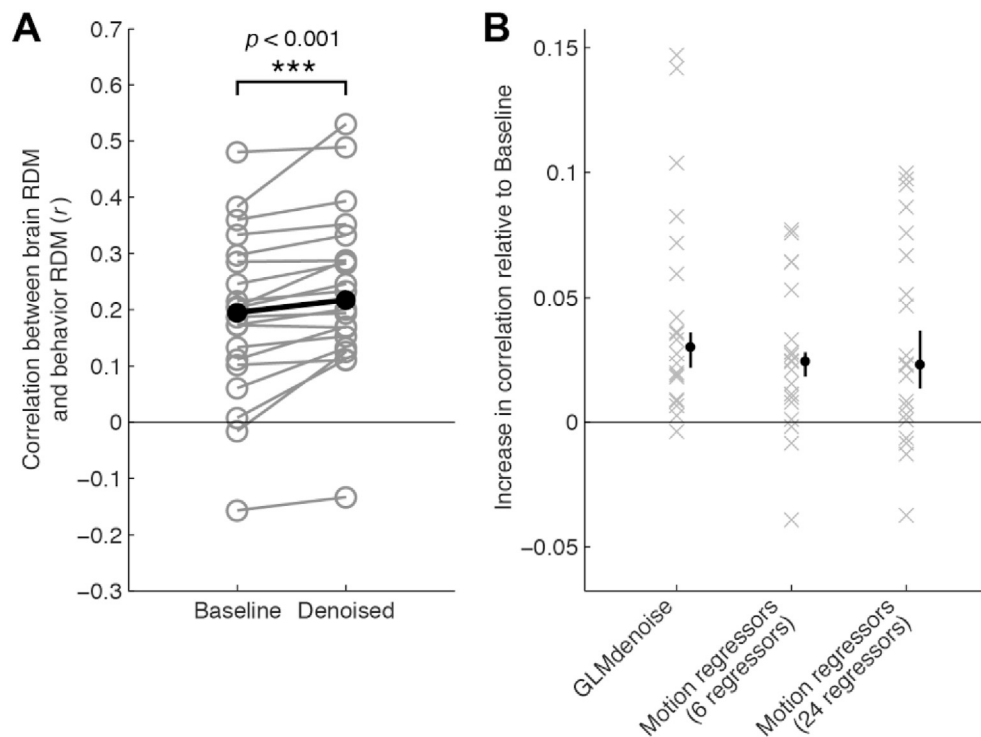 A
Correlation between brain RDM
and behavior RDM (r)
0.7
0.6
0.5
0.4
0.3
0.2
0.1
0
−0.1
−0.2
−0.3
p < 0.001
***
Baseline
Denoised
B
Increase in correlation relative to Baseline
0.15
0.1
0.05
0
−0.05
GLMdenoise
Motion regressors
(6 regressors)
Motion regressors
(24 regressors)